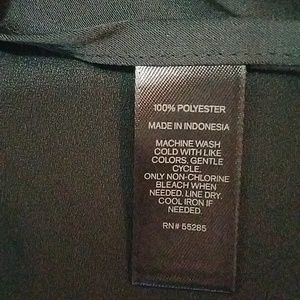 100% POLYESTER
MADE IN INDONESIA
MACHINE WASH
COLD WITH LIKE
COLORS. GENTLE
CYCLE.
ONLY NON-CHLORINE
BLEACH WHEN
NEEDED. LINE DRY.
COOL IRON IF
NEEDED.
RN# 55285